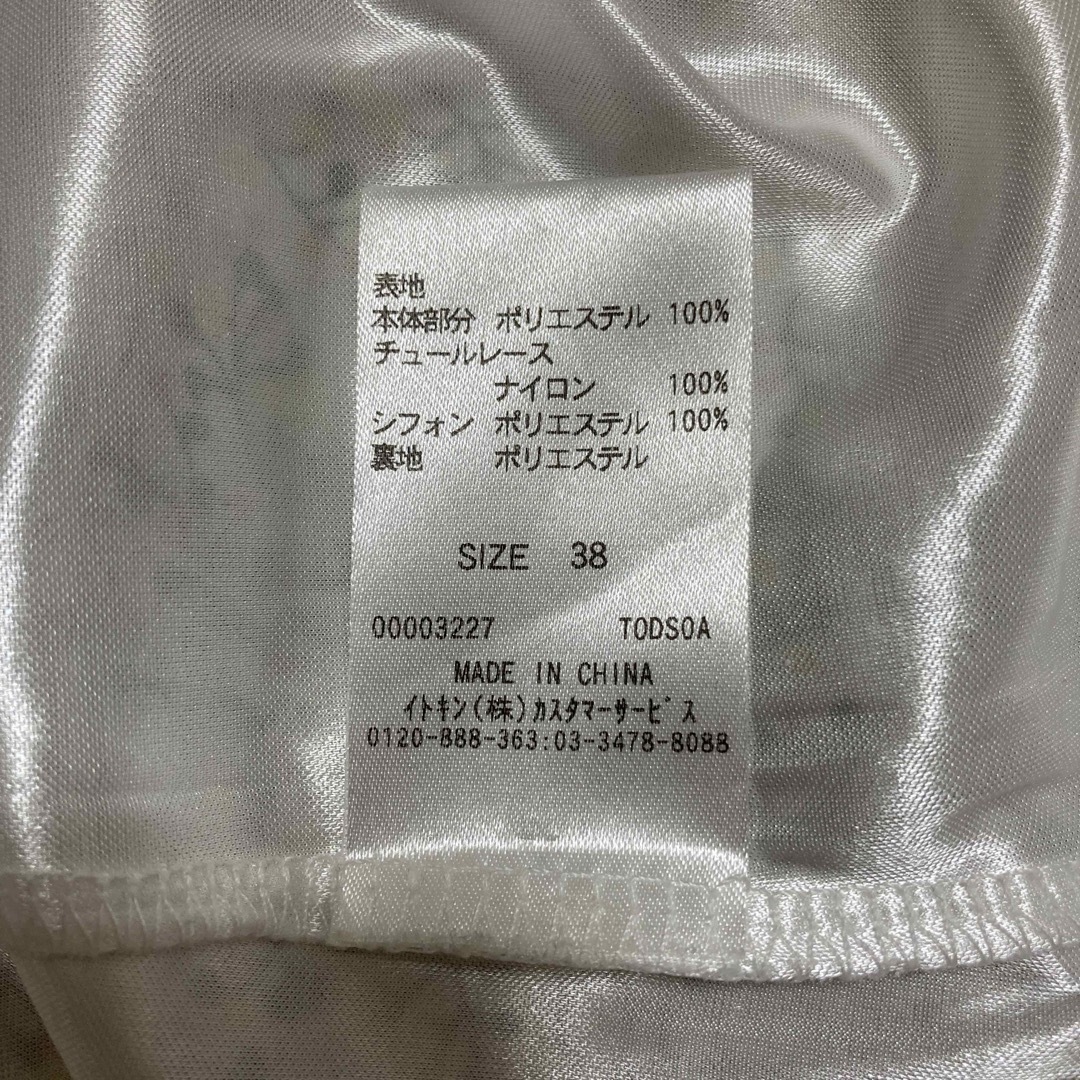 表地
本体部分 ポリエステル 100%
チュールレース
ナイロン 100%
シフォン ポリエステル 100%
裏地 ポリエステル
SIZE 38
00003227 TODS0A
MADE IN CHINA
ｲﾄｷﾝ(株)ｶｽﾀﾏｰｻｰﾋﾞｽ
0120-888-363:03-3478-8088